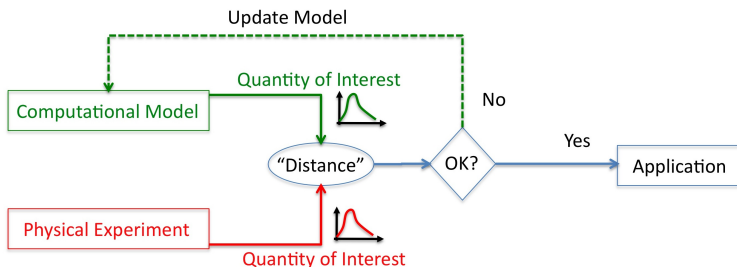 Update Model
Quantity of Interest
Computational Model
No
Yes
“Distance”
OK?
Application
Physical Experiment
Quantity of Interest